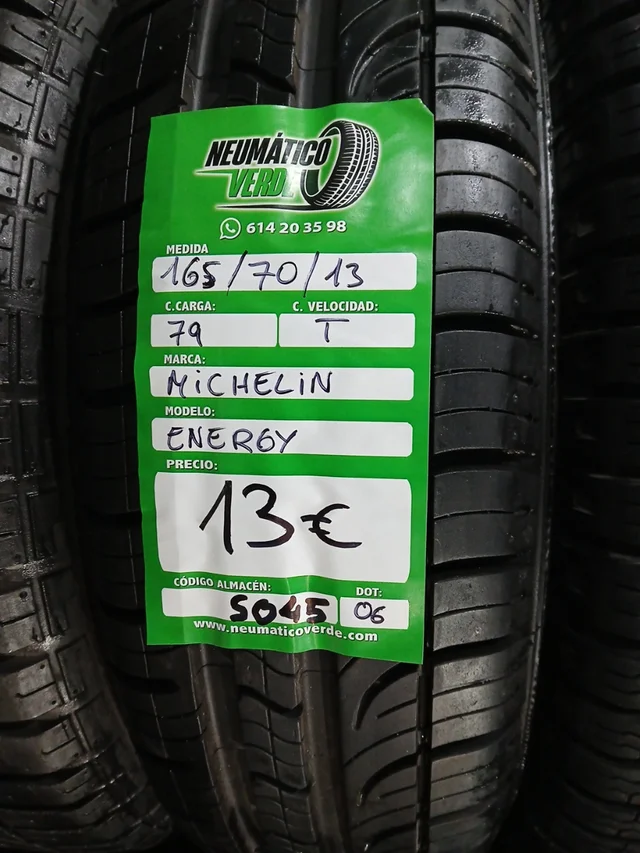 NEUMÁTICO
VERDE
614 20 35 98
MEDIDA
165/70/13
C.CARGA: C. VELOCIDAD:
79 T
MARCA:
MiCHELiN
MODELO:
ENERGY
PRECIO:
13€
CÓDIGO ALMACÉN: DOT:
S045 06
www.neumaticoverde.com